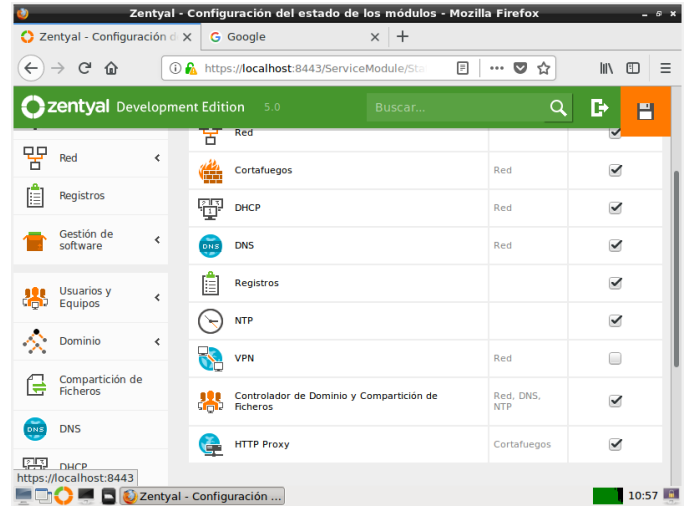 Zentyal - Configuración del estado de los módulos - Mozilla Firefox
Zentyal - Configuración d
Google
https://localhost:8443/ServiceModule/Sta
zentyal Development Edition 5.0
Buscar...
Red
Red
Cortafuegos Red
Registros
DHCP Red
Gestión de
software
DNS Red
Usuarios y
Equipos
Registros
NTP
Dominio
VPN Red
Compartición de
Ficheros
Controlador de Dominio y Compartición de
Ficheros
Red, DNS,
NTP
DNS
HTTP Proxy Cortafuegos
DHCP
https://localhost:8443
Zentyal - Configuración ...
10:57